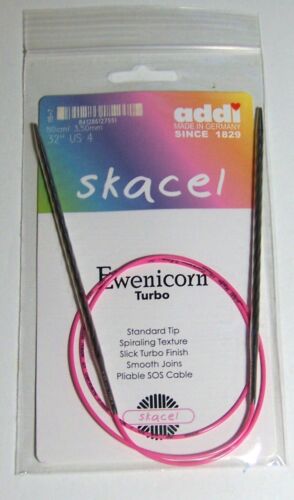 841286127551
80cm/ 3.50mm
32" US 4
addi
MADE IN GERMANY
SINCE 1829
skacel
Ewenicorn
Turbo
Standard Tip
Spiraling Texture
Slick Turbo Finish
Smooth Joins
Pliable SOS Cable
skacel